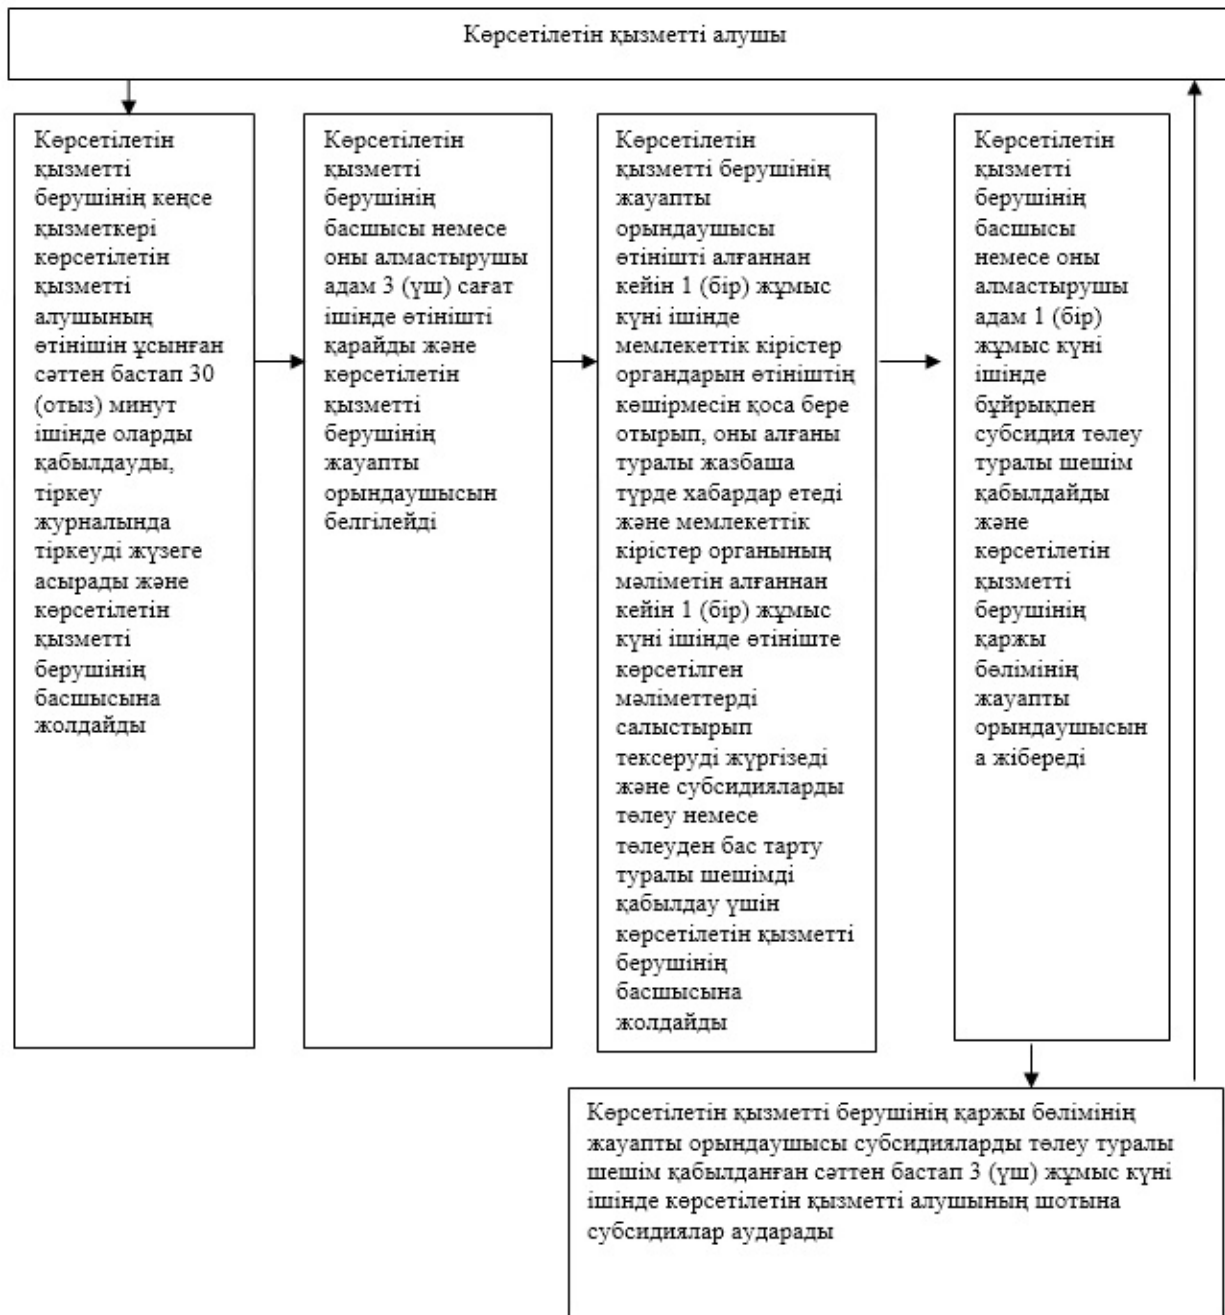 Көрсетілетін қызметті алушы
Көрсетілетін
қызметті
берушінің кеңсе
қызметкері
көрсетілетін
қызметті
алушының
өтінішін ұсынған
сәттен бастап 30
(отыз) минут
ішінде оларды
қабылдауды,
тіркеу
журналында
тіркеуді жүзеге
асырады және
көрсетілетін
қызметті
берушінің
басшысына
жолдайды
Көрсетілетін
қызметті
берушінің
басшысы немесе
оны алмастырушы
адам 3 (үш) сағат
ішінде өтінішті
қарайды және
көрсетілетін
қызметті
берушінің
жауапты
орындаушысын
белгілейді
Көрсетілетін
қызметті берушінің
жауапты
орындаушысы
өтінішті алғаннан
кейін 1 (бір) жұмыс
күні ішінде
мемлекеттік кірістер
органдарын өтініштің
көшірмесін қоса бере
отырып, оны алғаны
туралы жазбаша
түрде хабардар етеді
және мемлекеттік
кірістер органының
мәліметін алғаннан
кейін 1 (бір) жұмыс
күні ішінде өтініште
көрсетілген
мәліметтерді
салыстырып
тексеруді жүргізеді
және субсидияларды
төлеу немесе
төлеуден бас тарту
туралы шешімді
қабылдау үшін
көрсетілетін қызметті
берушінің
басшысына
жолдайды
Көрсетілетін
қызметті
берушінің
басшысы
немесе оны
алмастырушы
адам 1 (бір)
жұмыс күні
ішінде
бұйрықпен
субсидия төлеу
туралы шешім
қабылдайды
және
көрсетілетін
қызметті
берушінің
қаржы
бөлімінің
жауапты
орындаушысын
а жібереді
Көрсетілетін қызметті берушінің қаржы бөлімінің
жауапты орындаушысы субсидияларды төлеу туралы
шешім қабылданған сәттен бастап 3 (үш) жұмыс күні
ішінде көрсетілетін қызметті алушының шотына
субсидиялар аударады